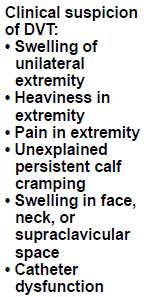 Clinical suspicion
of DVT:
• Swelling of
unilateral
extremity
• Heaviness in
extremity
• Pain in extremity
• Unexplained
persistent calf
cramping
• Swelling in face,
neck, or
supraclavicular
space
• Catheter
dysfunction